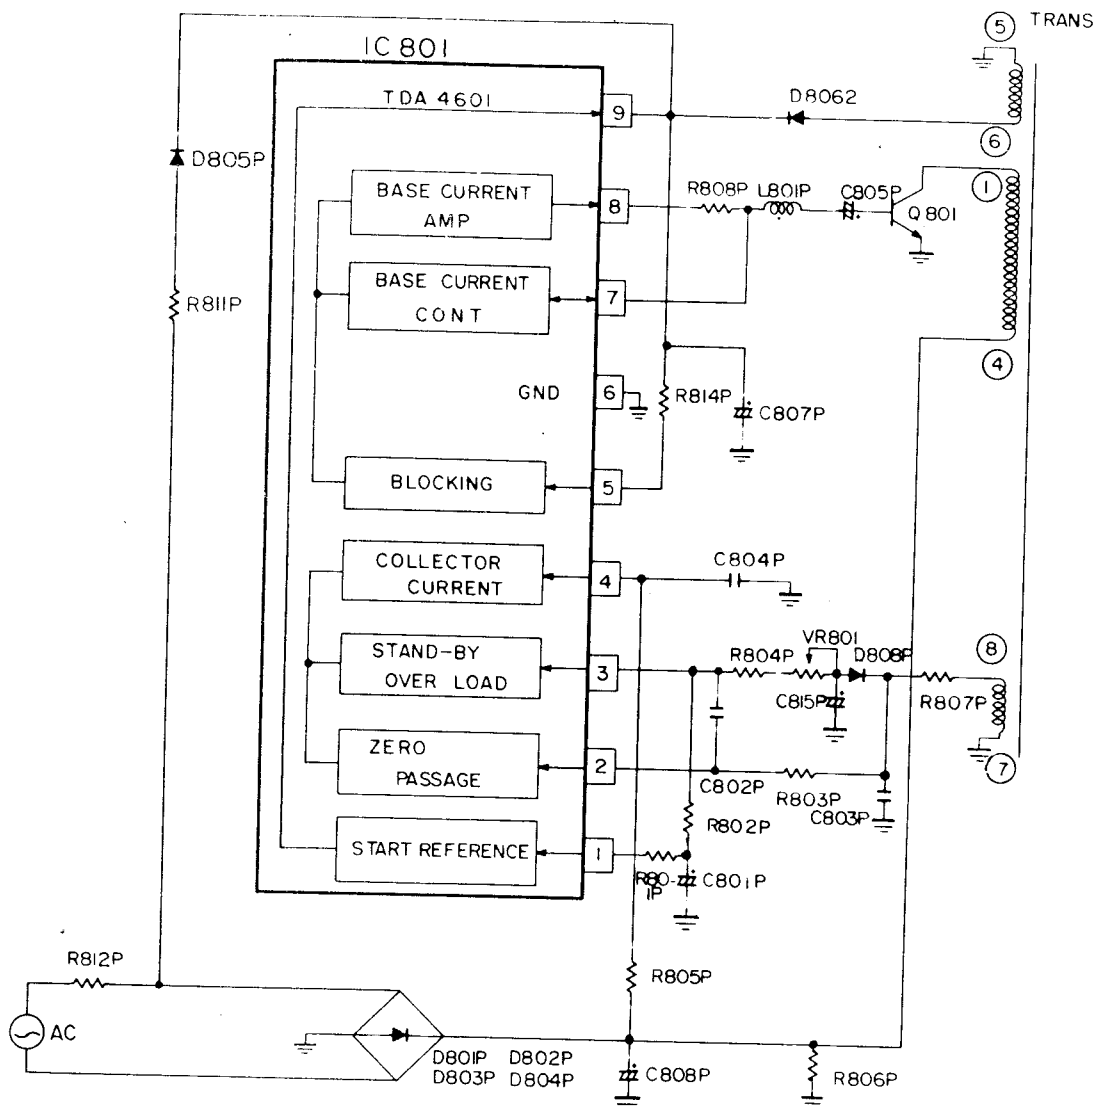 5
TRANS
IC 801
TDA 4601
9
D8062
6
D805P
BASE CURRENT
AMP
8
R808P
L801P
C805P
Q801
1
R811P
BASE CURRENT
CONT
7
4
GND
6
R814P
C807P
BLOCKING
5
COLLECTOR
CURRENT
4
C804P
STAND-BY
OVER LOAD
3
R804P
VR801
D808P
8
C815P
R807P
ZERO
PASSAGE
2
C802P
R803P
C803P
7
R802P
START REFERENCE
1
R80-
1P
C801P
R812P
R805P
AC
D801P D802P
D803P D804P
C808P
R806P